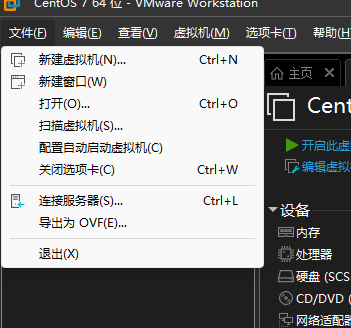 CentOS 7 64 位 - VMware Workstation
文件(F) 编辑(E) 查看(V) 虚拟机(M) 选项卡(T) 帮助(H)
新建虚拟机(N)... Ctrl+N
新建窗口(W)
打开(O)... Ctrl+O
扫描虚拟机(S)...
配置自动启动虚拟机(C)
关闭选项卡(C) Ctrl+W
连接服务器(S)... Ctrl+L
导出为 OVF(E)...
退出(X)
主页
Cen
开启此虚
编辑虚拟
设备
内存
处理器
硬盘 (SCS
CD/DVD (
网络适配